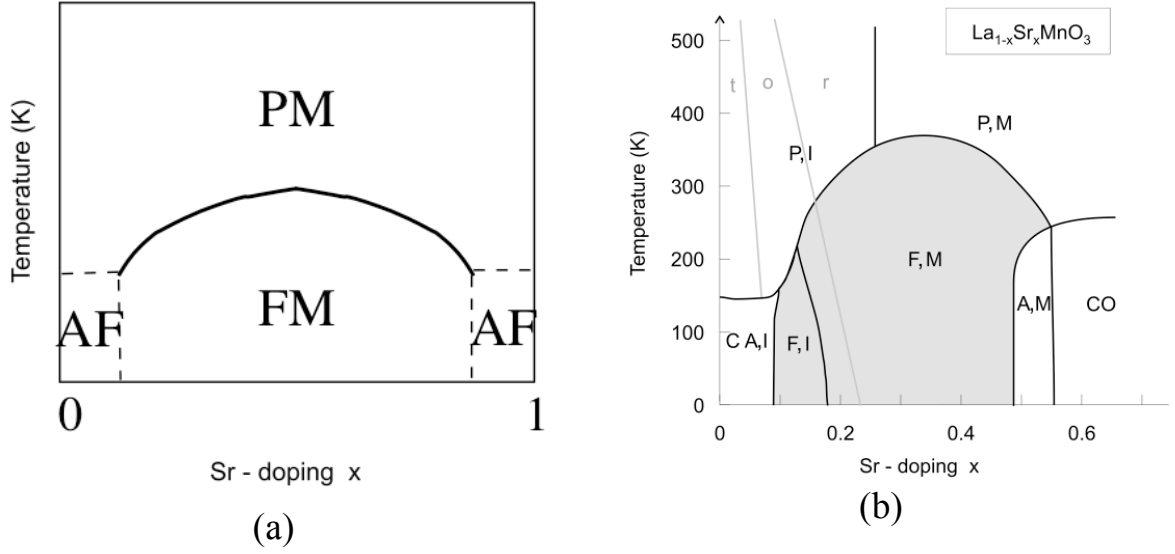 PM
Temperature (K)
AF
FM
AF
0
1
Sr - doping x
(a)
La₁₋ₓSrₓMnO₃
500
t
o
r
400
P, M
P, I
300
F, M
200
A, M
CO
C A, I
F, I
100
0
Temperature (K)
0
0.2
0.4
0.6
Sr - doping x
(b)